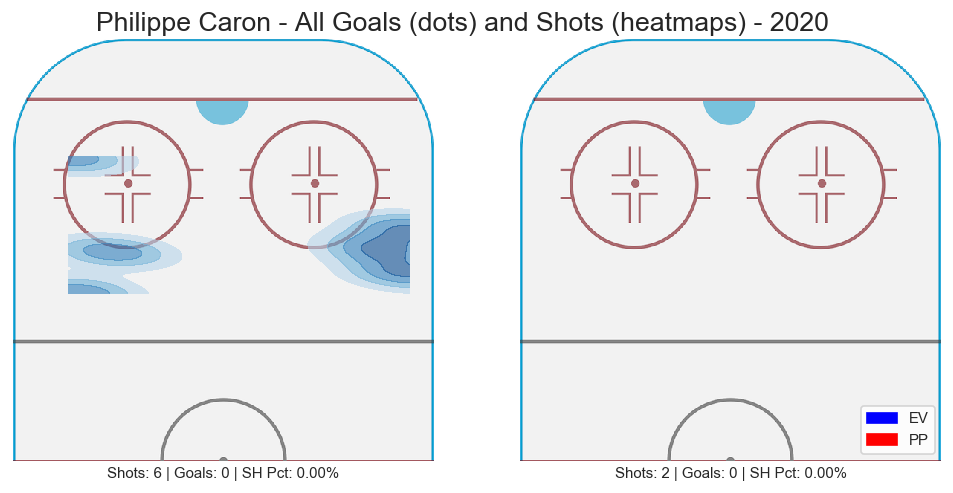 Philippe Caron - All Goals (dots) and Shots (heatmaps) - 2020
EV
PP
Shots: 6 | Goals: 0 | SH Pct: 0.00%
Shots: 2 | Goals: 0 | SH Pct: 0.00%